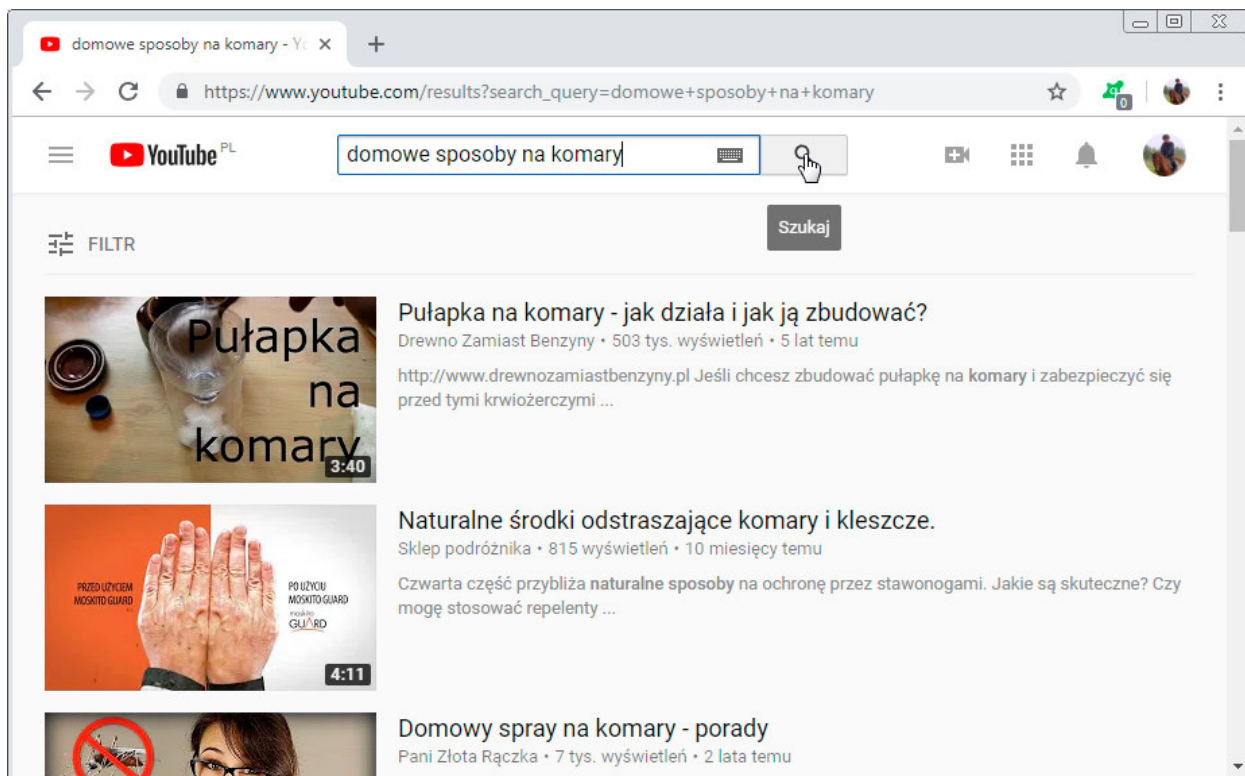 domowe sposoby na komary - Yo
https://www.youtube.com/results?search_query=domowe+sposoby+na+komary
0
YouTube PL
domowe sposoby na komary
Szukaj
FILTR
Pułapka
na
komary
3:40
Pułapka na komary - jak działa i jak ją zbudować?
Drewno Zamiast Benzyny • 503 tys. wyświetleń • 5 lat temu
http://www.drewnozamiastbenzyny.pl Jeśli chcesz zbudować pułapkę na komary i zabezpieczyć się
przed tymi krwiożerczymi ...
PRZED UŻYCIEM
MOSKITO GUARD
PO UŻYCIU
MOSKITO GUARD
moskito
GUARD
4:11
Naturalne środki odstraszające komary i kleszcze.
Sklep podróżnika • 815 wyświetleń • 10 miesięcy temu
Czwarta część przybliża naturalne sposoby na ochronę przez stawonogami. Jakie są skuteczne? Czy
mogę stosować repelenty ...
Domowy spray na komary - porady
Pani Złota Rączka • 7 tys. wyświetleń • 2 lata temu